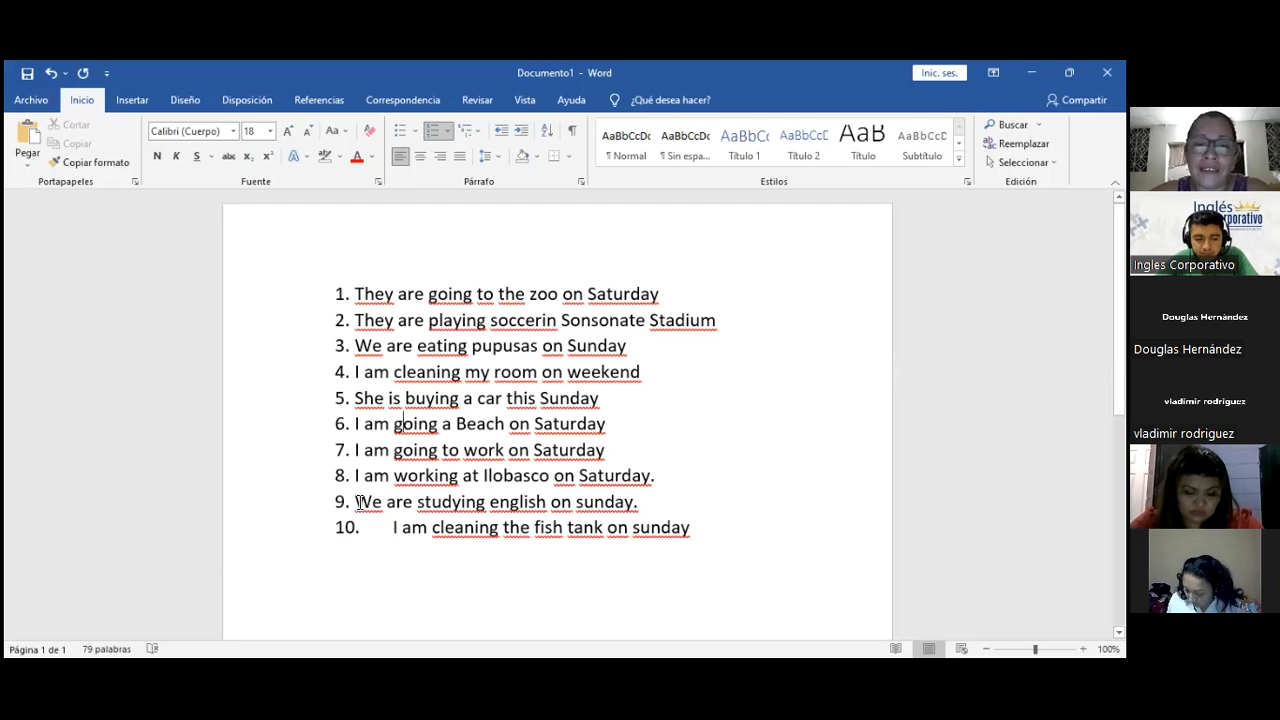 Documento1 - Word
Inic. ses.
Archivo Inicio Insertar Diseño Disposición Referencias Correspondencia Revisar Vista Ayuda ¿Qué desea hacer? Compartir
Pegar
Cortar
Copiar
Copiar formato
Portapapeles
Calibri (Cuerpo) 18 A A Aa
N K S abc x₂ x² A A
Fuente
Párrafo
AaBbCcDc AaBbCcDc AaBbCc AaBbCcD AaB AaBbCcD
¶ Normal ¶ Sin espa... Título 1 Título 2 Título Subtítulo
Estilos
Buscar
Reemplazar
Seleccionar
Edición
1. They are going to the zoo on Saturday
2. They are playing soccerin Sonsonate Stadium
3. We are eating pupusas on Sunday
4. I am cleaning my room on weekend
5. She is buying a car this Sunday
6. I am going a Beach on Saturday
7. I am going to work on Saturday
8. I am working at Ilobasco on Saturday.
9. We are studying english on sunday.
10. I am cleaning the fish tank on sunday
Página 1 de 1 79 palabras
100%
Inglés
Corporativo
Ingles Corporativo
Douglas Hernández
Douglas Hernández
vladimir rodriguez
vladimir rodriguez